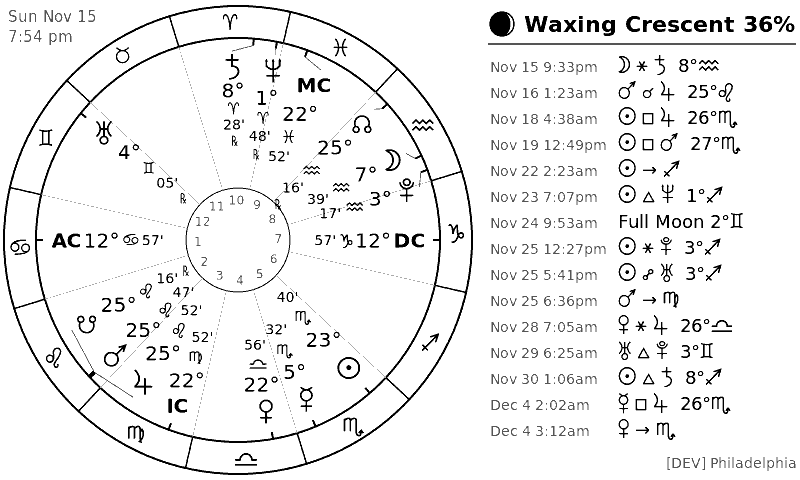 Sun Nov 15
7:54 pm
♈ ♓ ♒ ♑ ♐ ♏ ♎ ♍ ♌ ♋ ♊ ♉
♄ 8° ♈ 28' ℞
♆ 1° ♈ 48' ℞
MC 22° ♓ 52'
☊ 25° ♒ 16' ℞
☽ 7° ♒ 39'
♇ 3° ♒ 17'
♅ 4° ♊ 05' ℞
AC 12° ♋ 57'
57' ♑ 12° DC
☋ 25° ♌ 16' ℞
♂ 25° ♌ 47'
♃ 25° ♌ 52'
IC 22° ♍ 52'
♀ 22° ♎ 56'
☿ 5° ♏ 32'
☉ 23° ♏ 40'
1 2 3 4 5 6 7 8 9 10 11 12
Waxing Crescent 36%
Nov 15 9:33pm ☽ ⚹ ♄ 8°♒
Nov 16 1:23am ♂ ☌ ♃ 25°♌
Nov 18 4:38am ☉ □ ♃ 26°♏
Nov 19 12:49pm ☉ □ ♂ 27°♏
Nov 22 2:23am ☉ → ♐
Nov 23 7:07pm ☉ △ ♆ 1°♐
Nov 24 9:53am Full Moon 2°♊
Nov 25 12:27pm ☉ ⚹ ♇ 3°♐
Nov 25 5:41pm ☉ ☍ ♅ 3°♐
Nov 25 6:36pm ♂ → ♍
Nov 28 7:05am ♀ ⚹ ♃ 26°♎
Nov 29 6:25am ♅ △ ♇ 3°♊
Nov 30 1:06am ☉ △ ♄ 8°♐
Dec 4 2:02am ☿ □ ♃ 26°♏
Dec 4 3:12am ♀ → ♏
[DEV] Philadelphia